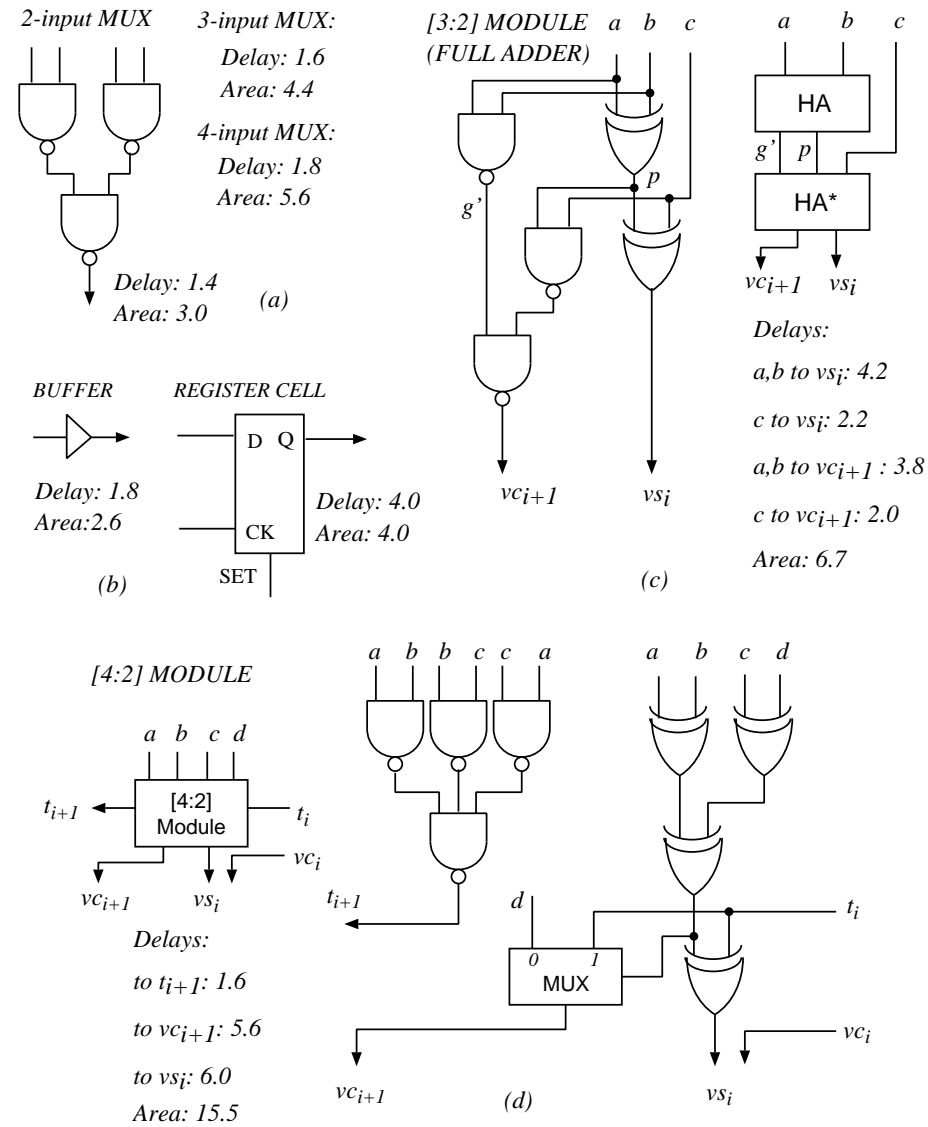 2-input MUX
3-input MUX:
Delay: 1.6
Area: 4.4
4-input MUX:
Delay: 1.8
Area: 5.6
Delay: 1.4
Area: 3.0
(a)
BUFFER
Delay: 1.8
Area:2.6
REGISTER CELL
D Q
CK
SET
Delay: 4.0
Area: 4.0
(b)
[3:2] MODULE
(FULL ADDER)
a b c
g'
p
vc_{i+1}
vs_i
a b c
HA
g' p
HA*
vc_{i+1} vs_i
Delays:
a,b to vs_i: 4.2
c to vs_i: 2.2
a,b to vc_{i+1} : 3.8
c to vc_{i+1}: 2.0
Area: 6.7
(c)
[4:2] MODULE
a b c d
t_{i+1}
[4:2]
Module
t_i
vc_i
vc_{i+1}
vs_i
Delays:
to t_{i+1}: 1.6
to vc_{i+1}: 5.6
to vs_i: 6.0
Area: 15.5
a b b c c a
t_{i+1}
a b c d
d
0 1
MUX
t_i
vc_i
vc_{i+1}
vs_i
(d)